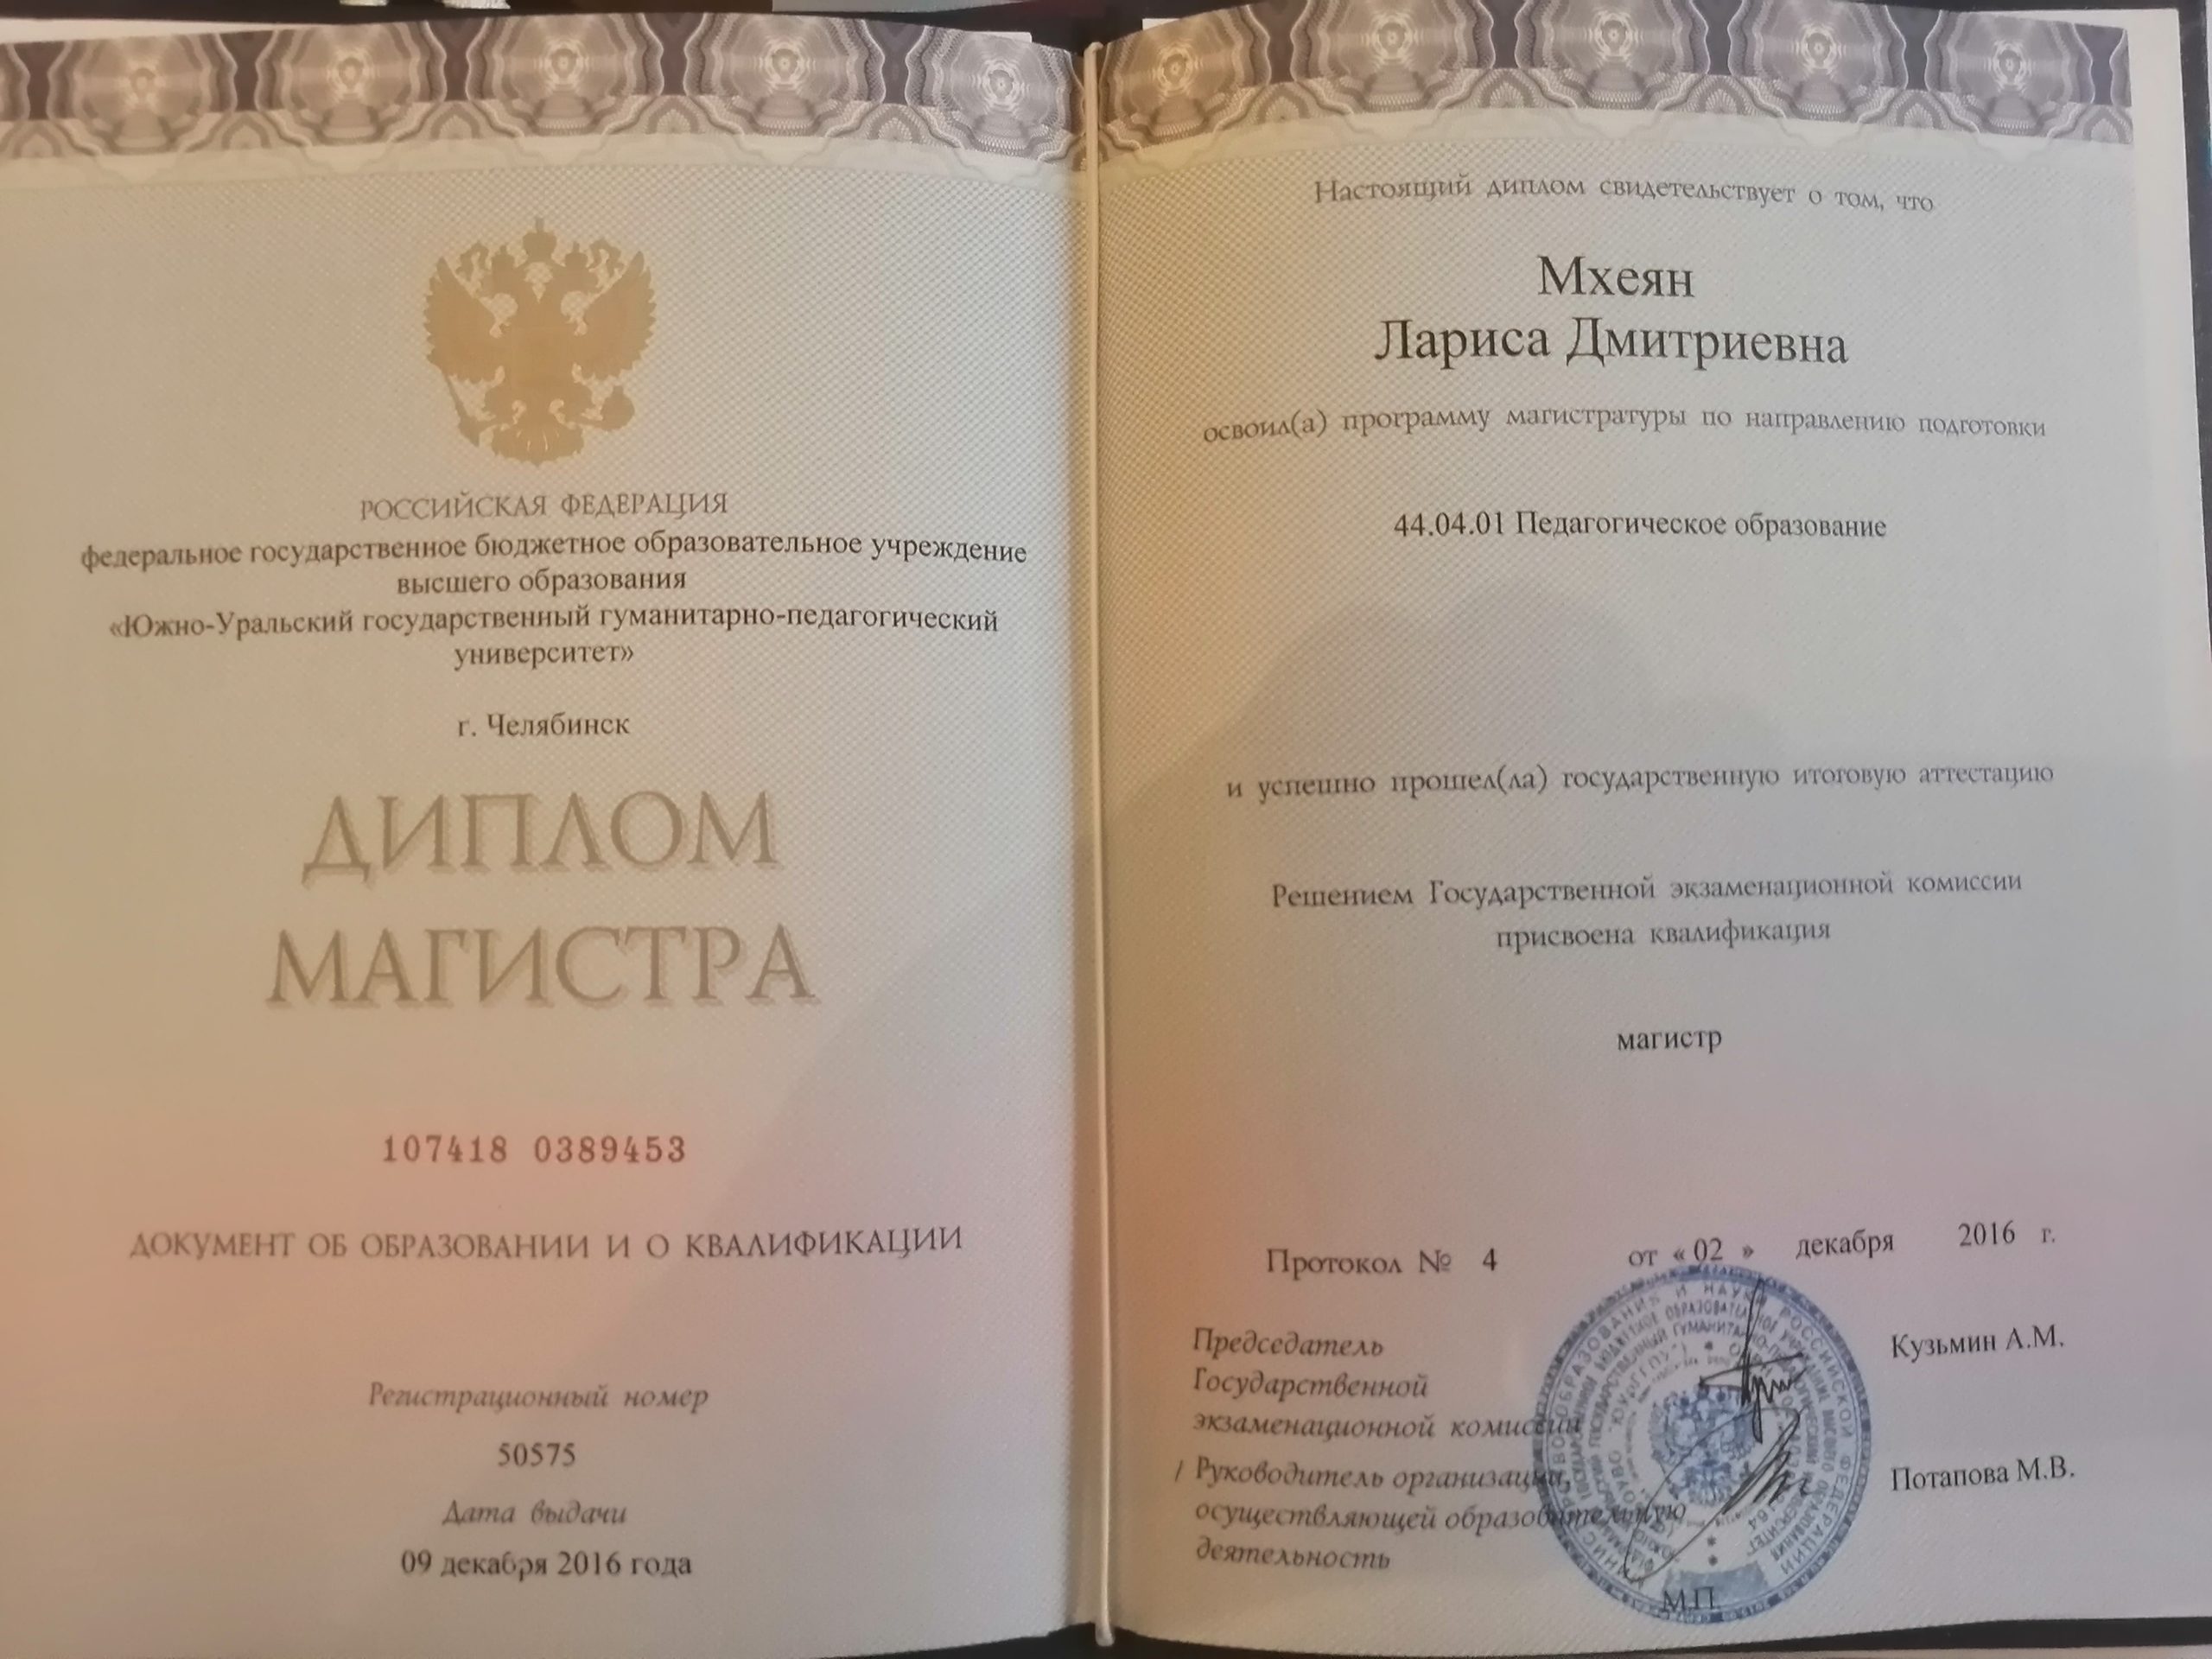 РОССИЙСКАЯ ФЕДЕРАЦИЯ
федеральное государственное бюджетное образовательное учреждение
высшего образования
«Южно-Уральский государственный гуманитарно-педагогический
университет»
г. Челябинск
ДИПЛОМ
МАГИСТРА
107418 0389453
ДОКУМЕНТ ОБ ОБРАЗОВАНИИ И О КВАЛИФИКАЦИИ
Регистрационный номер
50575
Дата выдачи
09 декабря 2016 года
Настоящий диплом свидетельствует о том, что
Мхеян
Лариса Дмитриевна
освоил(а) программу магистратуры по направлению подготовки
44.04.01 Педагогическое образование
и успешно прошел(ла) государственную итоговую аттестацию
Решением Государственной экзаменационной комиссии
присвоена квалификация
магистр
Протокол № 4 от « 02 » декабря 2016 г.
Председатель
Государственной
экзаменационной комиссии
Кузьмин А.М.
/ Руководитель организации,
осуществляющей образовательную
деятельность
Потапова М.В.
М.П.